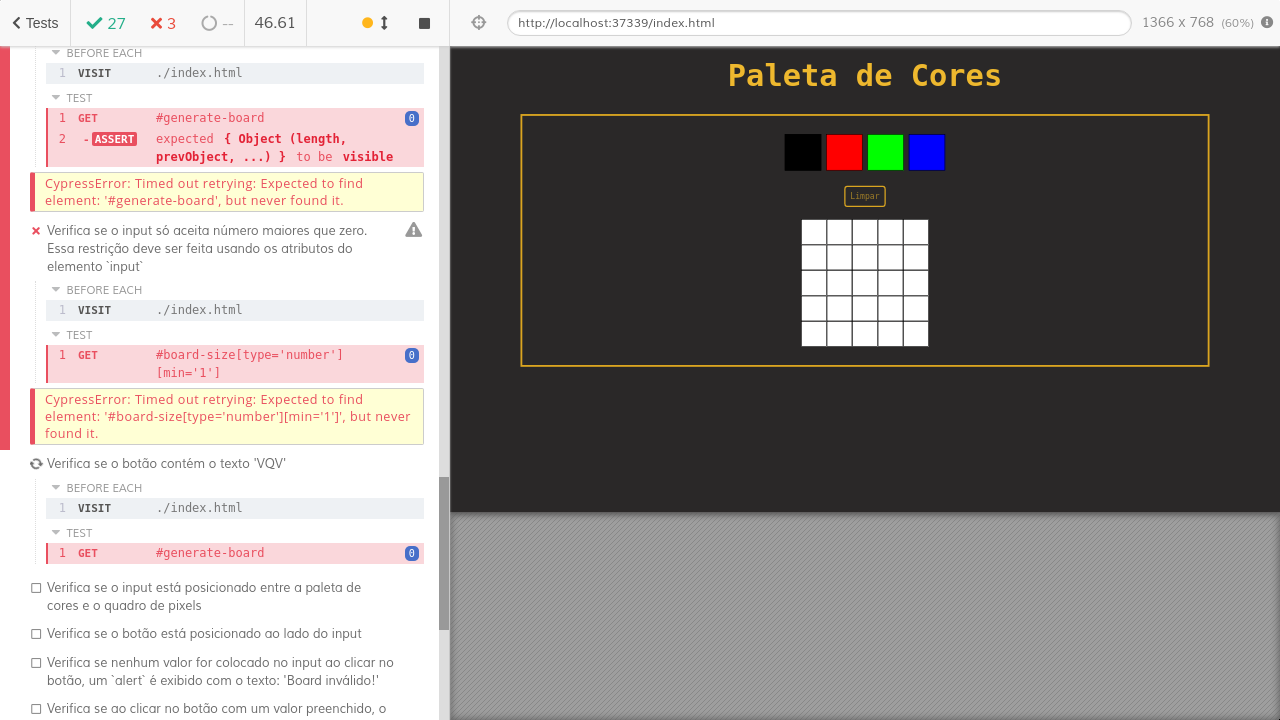 Tests 27 3 -- 46.61
http://localhost:37339/index.html 1366 x 768 (60%)
BEFORE EACH
1 VISIT ./index.html
TEST
1 GET #generate-board 0
2 -ASSERT expected { Object (length,
prevObject, ...) } to be visible
CypressError: Timed out retrying: Expected to find
element: '#generate-board', but never found it.
Verifica se o input só aceita número maiores que zero.
Essa restrição deve ser feita usando os atributos do
elemento `input`
BEFORE EACH
1 VISIT ./index.html
TEST
1 GET #board-size[type='number'] 0
[min='1']
CypressError: Timed out retrying: Expected to find
element: '#board-size[type='number'][min='1']', but never
found it.
Verifica se o botão contém o texto 'VQV'
BEFORE EACH
1 VISIT ./index.html
TEST
1 GET #generate-board 0
Verifica se o input está posicionado entre a paleta de
cores e o quadro de pixels
Verifica se o botão está posicionado ao lado do input
Verifica se nenhum valor for colocado no input ao clicar no
botão, um `alert` é exibido com o texto: 'Board inválido!'
Verifica se ao clicar no botão com um valor preenchido, o
Paleta de Cores
Limpar